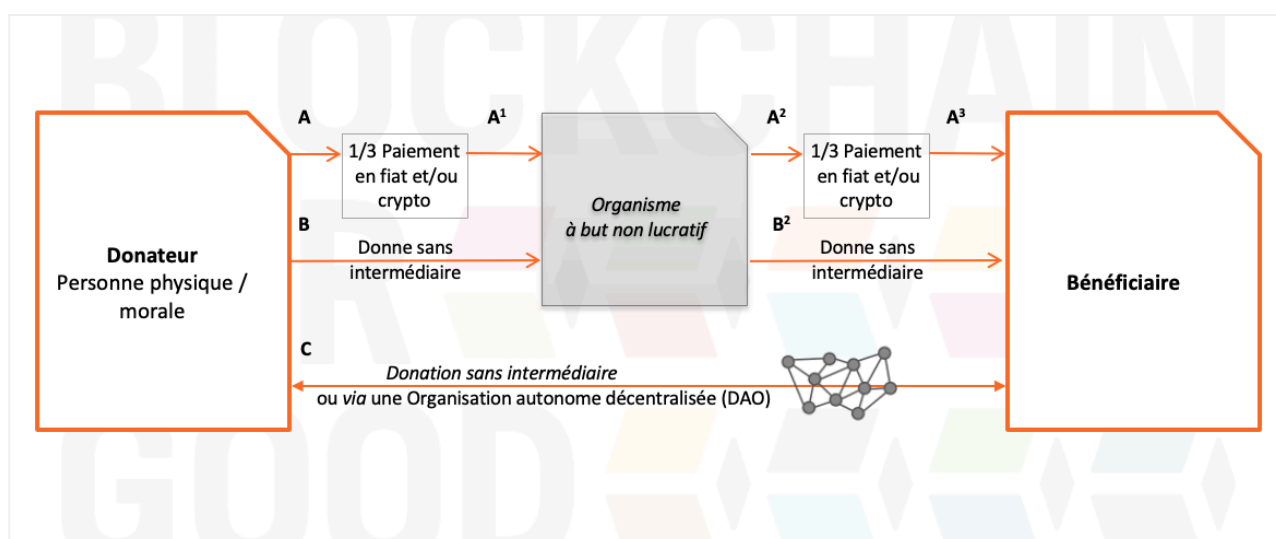 BLOCKCHAIN
A
A¹
A²
A³
1/3 Paiement
en fiat et/ou
crypto
1/3 Paiement
en fiat et/ou
crypto
Organisme
à but non lucratif
B
Donne sans
intermédiaire
B²
Donne sans
intermédiaire
Donateur
Personne physique /
morale
Bénéficiaire
C
Donation sans intermédiaire
ou via une Organisation autonome décentralisée (DAO)
GOOD